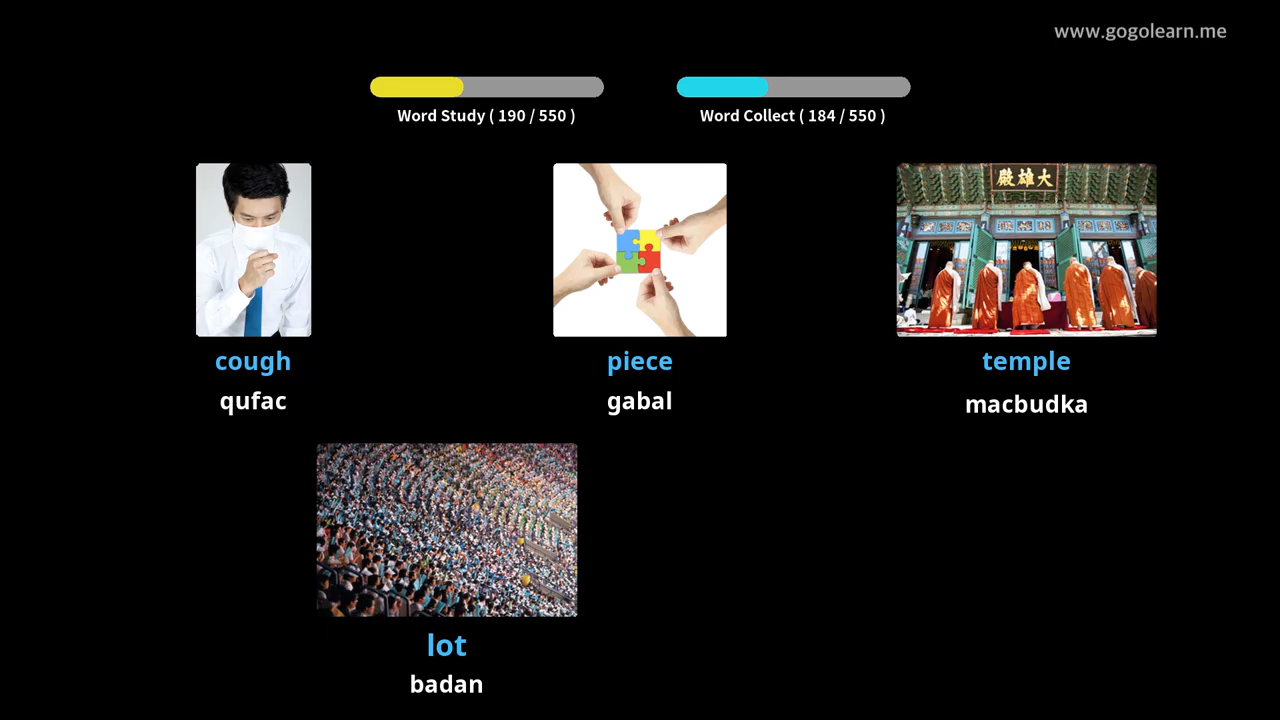 www.gogolearn.me
Word Study ( 190 / 550 )
Word Collect ( 184 / 550 )
大雄殿
cough
qufac
piece
gabal
temple
macbudka
lot
badan